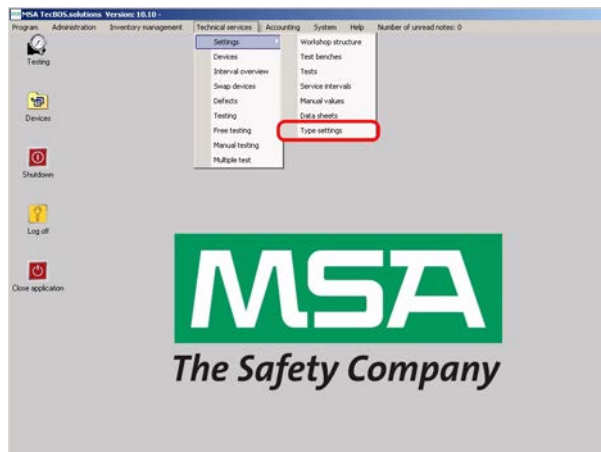 MSA TecBOS.solutions Version: 10.10 -
Program Administration Inventory management Technical services Accounting System Help Number of unread notes: 0
Settings
Devices
Interval overview
Swap devices
Defects
Testing
Free testing
Manual testing
Multiple test
Workshop structure
Test benches
Tests
Service intervals
Manual values
Data sheets
Type settings
Testing
Devices
Shutdown
Log off
Close application
MSA
The Safety Company